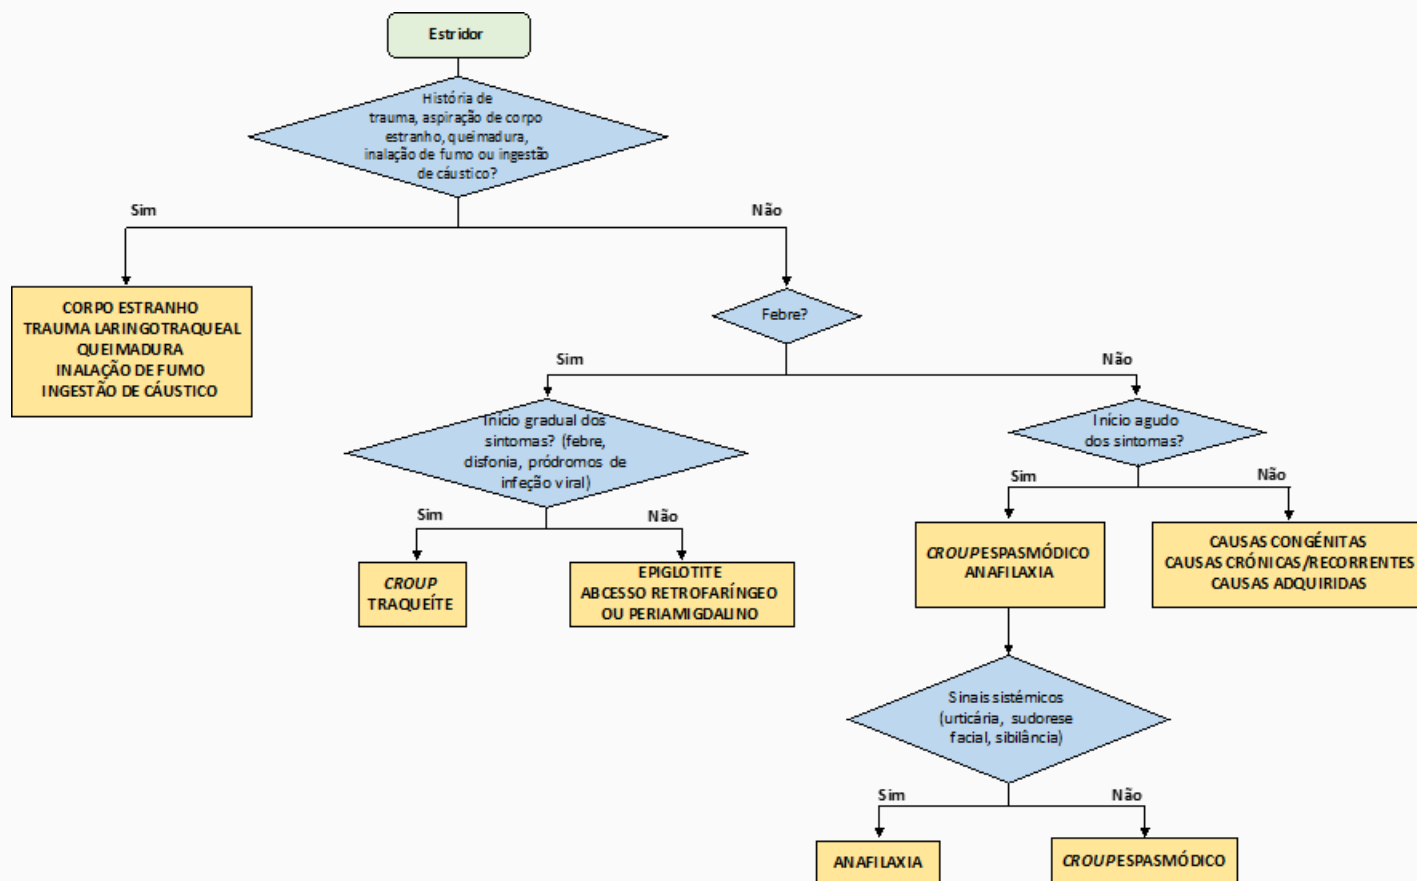 Estridor
História de
trauma, aspiração de corpo
estranho, queimadura,
inalação de fumo ou ingestão
de cáustico?
Sim
Não
CORPO ESTRANHO
TRAUMA LARINGOTRAQUEAL
QUEIMADURA
INALAÇÃO DE FUMO
INGESTÃO DE CÁUSTICO
Febre?
Sim
Não
Início gradual dos
sintomas? (febre,
disfonia, pródromos de
infeção viral)
Início agudo
dos sintomas?
Sim
Não
Sim
Não
CROUP
TRAQUEÍTE
EPIGLOTITE
ABCESSO RETROFARÍNGEO
OU PERIAMIGDALINO
CROUP ESPASMÓDICO
ANAFILAXIA
CAUSAS CONGÉNITAS
CAUSAS CRÓNICAS/RECORRENTES
CAUSAS ADQUIRIDAS
Sinais sistémicos
(urticária, sudorese
facial, sibilância)
Sim
Não
ANAFILAXIA
CROUP ESPASMÓDICO